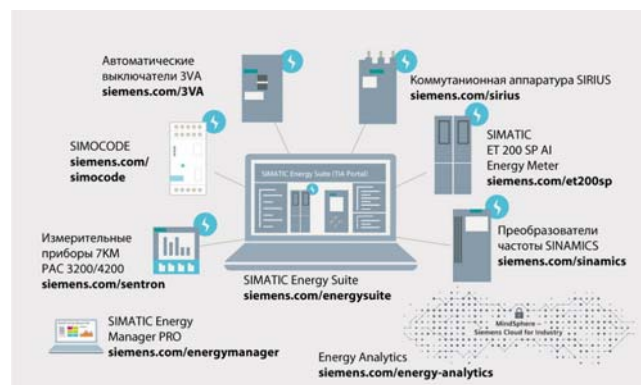 Автоматические
выключатели 3VA
siemens.com/3VA
Коммутанионная аппаратура SIRIUS
siemens.com/sirius
SIMOCODE
siemens.com/
simocode
SIMATIC
ET 200 SP AI
Energy Meter
siemens.com/et200sp
SIMATIC Energy Suite (TIA Portal)
Измерительные
приборы 7KM
PAC 3200/4200
siemens.com/sentron
Преобразователи
частоты SINAMICS
siemens.com/sinamics
SIMATIC Energy Suite
siemens.com/energysuite
MindSphere –
Siemens Cloud for Industry
SIMATIC Energy
Manager PRO
siemens.com/energymanager
Energy Analytics
siemens.com/energy-analytics